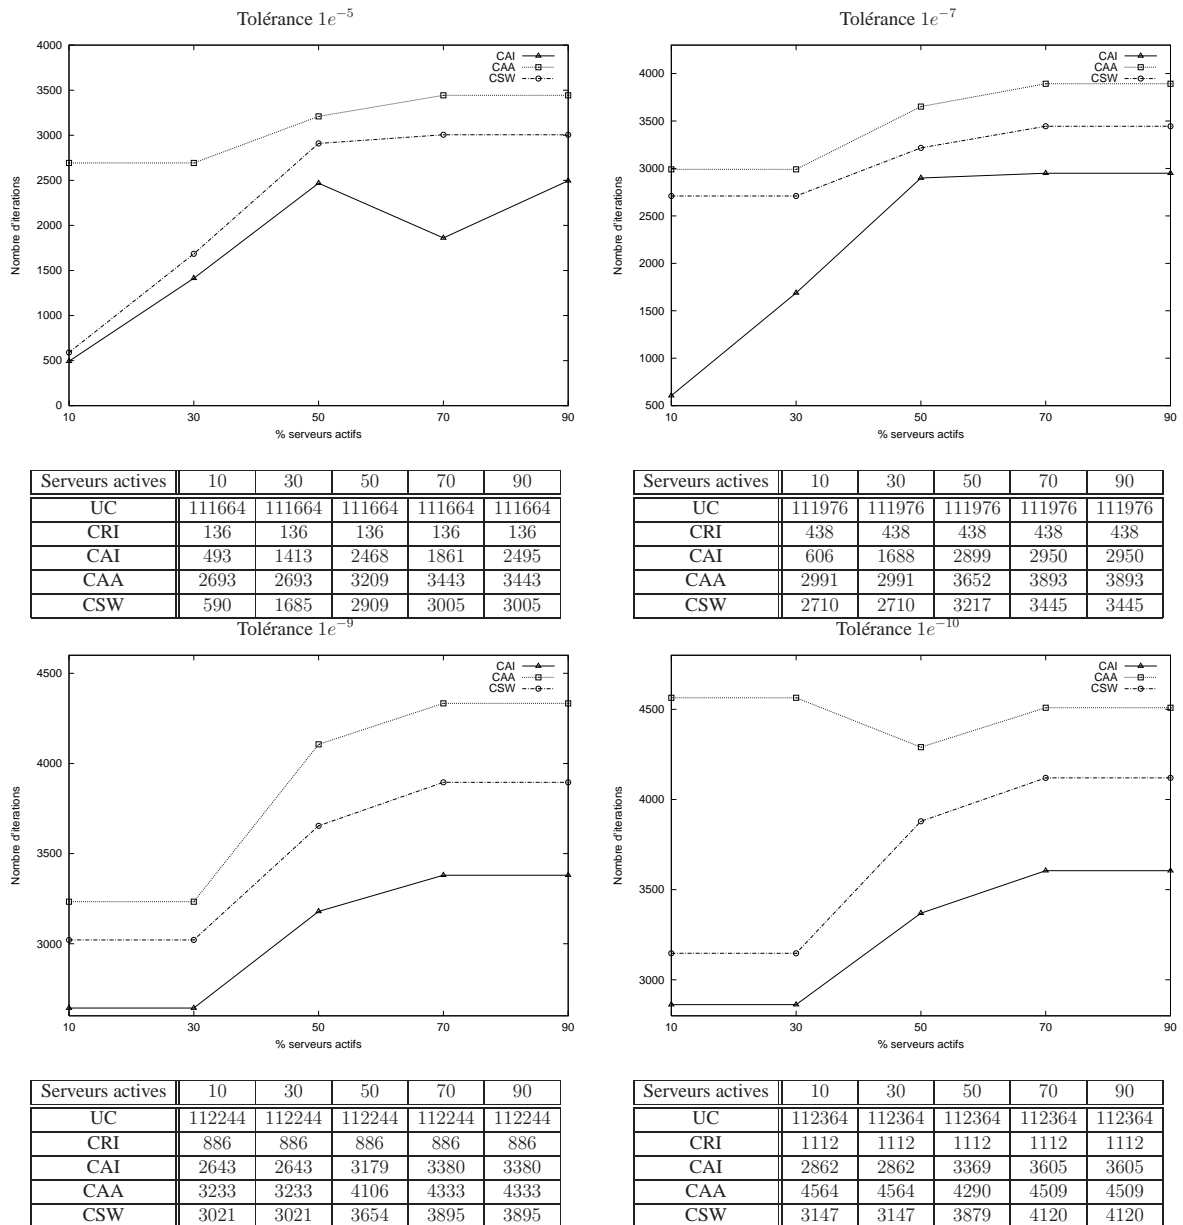 Tolérance 1e⁻⁵
4000
3500
3000
2500
2000
1500
1000
500
0
Nombre d'iterations
CAI
CAA
CSW
10 30 50 70 90
% serveurs actifs
Tolérance 1e⁻⁷
4000
3500
3000
2500
2000
1500
1000
500
Nombre d'iterations
CAI
CAA
CSW
10 30 50 70 90
% serveurs actifs
Serveurs actives 10 30 50 70 90
UC 111664 111664 111664 111664 111664
CRI 136 136 136 136 136
CAI 493 1413 2468 1861 2495
CAA 2693 2693 3209 3443 3443
CSW 590 1685 2909 3005 3005
Serveurs actives 10 30 50 70 90
UC 111976 111976 111976 111976 111976
CRI 438 438 438 438 438
CAI 606 1688 2899 2950 2950
CAA 2991 2991 3652 3893 3893
CSW 2710 2710 3217 3445 3445
Tolérance 1e⁻⁹
4500
4000
3500
3000
Nombre d'iterations
CAI
CAA
CSW
10 30 50 70 90
% serveurs actifs
Tolérance 1e⁻¹⁰
4500
4000
3500
3000
Nombre d'iterations
CAI
CAA
CSW
10 30 50 70 90
% serveurs actifs
Serveurs actives 10 30 50 70 90
UC 112244 112244 112244 112244 112244
CRI 886 886 886 886 886
CAI 2643 2643 3179 3380 3380
CAA 3233 3233 4106 4333 4333
CSW 3021 3021 3654 3895 3895
Serveurs actives 10 30 50 70 90
UC 112364 112364 112364 112364 112364
CRI 1112 1112 1112 1112 1112
CAI 2862 2862 3369 3605 3605
CAA 4564 4564 4290 4509 4509
CSW 3147 3147 3879 4120 4120